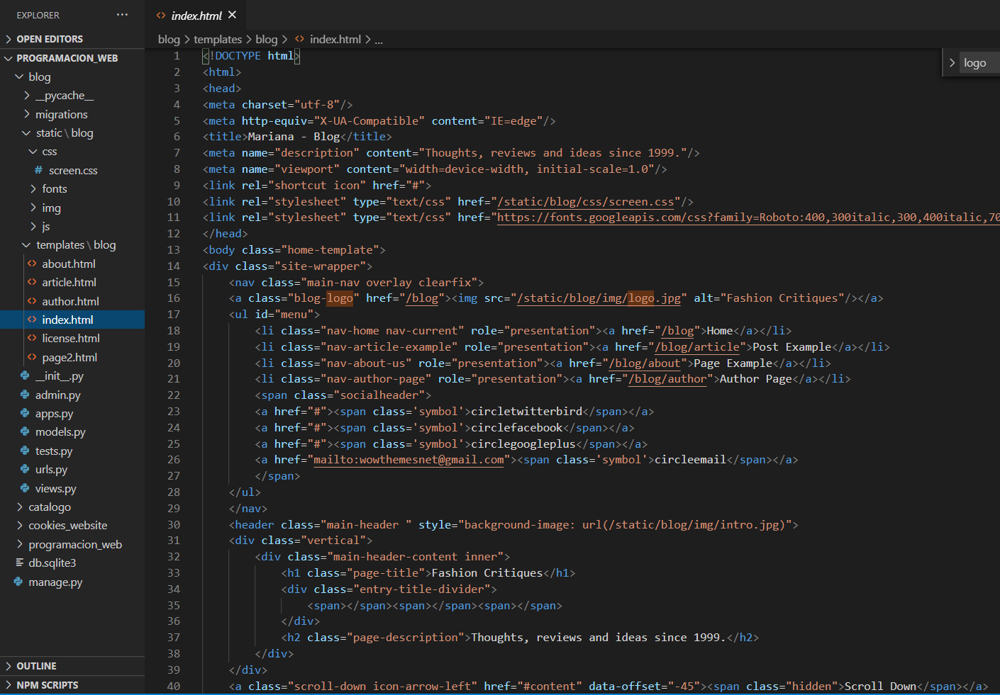 EXPLORER
OPEN EDITORS
PROGRAMACION_WEB
blog
__pycache__
migrations
static\blog
css
# screen.css
fonts
img
js
templates\blog
about.html
article.html
author.html
index.html
license.html
page2.html
__init__.py
admin.py
apps.py
models.py
tests.py
urls.py
views.py
catalogo
cookies_website
programacion_web
db.sqlite3
manage.py
OUTLINE
NPM SCRIPTS
index.html
blog > templates > blog > index.html > ...
logo
1 <!DOCTYPE html>
2 <html>
3 <head>
4 <meta charset="utf-8"/>
5 <meta http-equiv="X-UA-Compatible" content="IE=edge"/>
6 <title>Mariana - Blog</title>
7 <meta name="description" content="Thoughts, reviews and ideas since 1999."/>
8 <meta name="viewport" content="width=device-width, initial-scale=1.0"/>
9 <link rel="shortcut icon" href="#">
10 <link rel="stylesheet" type="text/css" href="/static/blog/css/screen.css"/>
11 <link rel="stylesheet" type="text/css" href="https://fonts.googleapis.com/css?family=Roboto:400,300italic,300,400italic,70
12 </head>
13 <body class="home-template">
14 <div class="site-wrapper">
15 <nav class="main-nav overlay clearfix">
16 <a class="blog-logo" href="/blog"><img src="/static/blog/img/logo.jpg" alt="Fashion Critiques"/></a>
17 <ul id="menu">
18 <li class="nav-home nav-current" role="presentation"><a href="/blog">Home</a></li>
19 <li class="nav-article-example" role="presentation"><a href="/blog/article">Post Example</a></li>
20 <li class="nav-about-us" role="presentation"><a href="/blog/about">Page Example</a></li>
21 <li class="nav-author-page" role="presentation"><a href="/blog/author">Author Page</a></li>
22 <span class="socialheader">
23 <a href="#"><span class='symbol'>circletwitterbird</span></a>
24 <a href="#"><span class='symbol'>circlefacebook</span></a>
25 <a href="#"><span class='symbol'>circlegoogleplus</span></a>
26 <a href="mailto:wowthemesnet@gmail.com"><span class='symbol'>circleemail</span></a>
27 </span>
28 </ul>
29 </nav>
30 <header class="main-header " style="background-image: url(/static/blog/img/intro.jpg)">
31 <div class="vertical">
32 <div class="main-header-content inner">
33 <h1 class="page-title">Fashion Critiques</h1>
34 <div class="entry-title-divider">
35 <span></span><span></span><span></span>
36 </div>
37 <h2 class="page-description">Thoughts, reviews and ideas since 1999.</h2>
38 </div>
39 </div>
40 <a class="scroll-down icon-arrow-left" href="#content" data-offset="-45"><span class="hidden">Scroll Down</span></a>